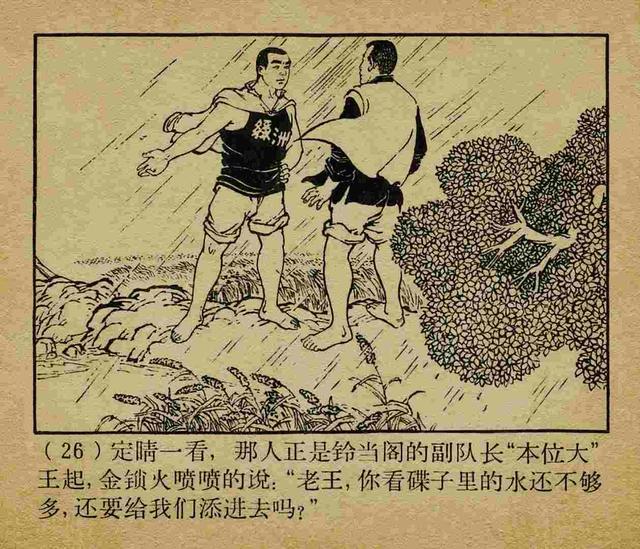 绿洲
(26)定睛一看，那人正是铃当阁的副队长“本位大”
王起，金锁火喷喷的说：“老王，你看碟子里的水还不够
多，还要给我们添进去吗？”